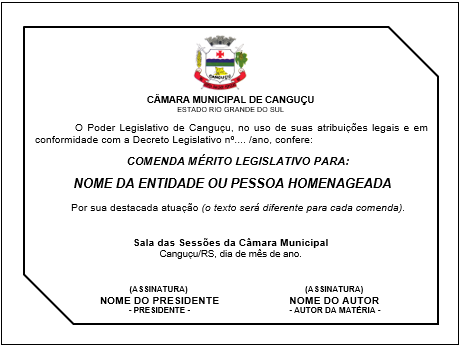 CANGUÇU
CÂMARA MUNICIPAL DE CANGUÇU
ESTADO RIO GRANDE DO SUL
O Poder Legislativo de Canguçu, no uso de suas atribuições legais e em
conformidade com a Decreto Legislativo nº.... /ano, confere:
COMENDA MÉRITO LEGISLATIVO PARA:
NOME DA ENTIDADE OU PESSOA HOMENAGEADA
Por sua destacada atuação (o texto será diferente para cada comenda).
Sala das Sessões da Câmara Municipal
Canguçu/RS, dia de mês de ano.
(ASSINATURA) (ASSINATURA)
NOME DO PRESIDENTE NOME DO AUTOR
- PRESIDENTE - - AUTOR DA MATÉRIA -